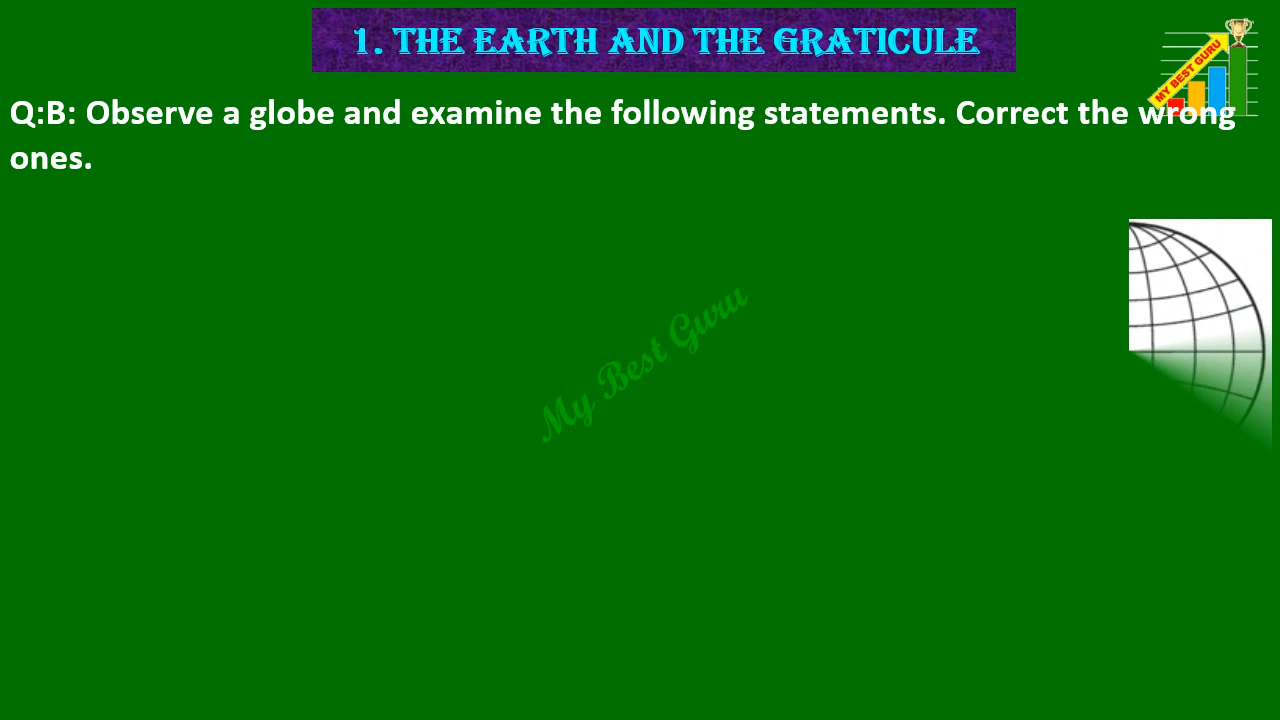 1. THE EARTH AND THE GRATICULE
MY BEST GURU
Q:B: Observe a globe and examine the following statements. Correct the wrong
ones.
My Best Guru